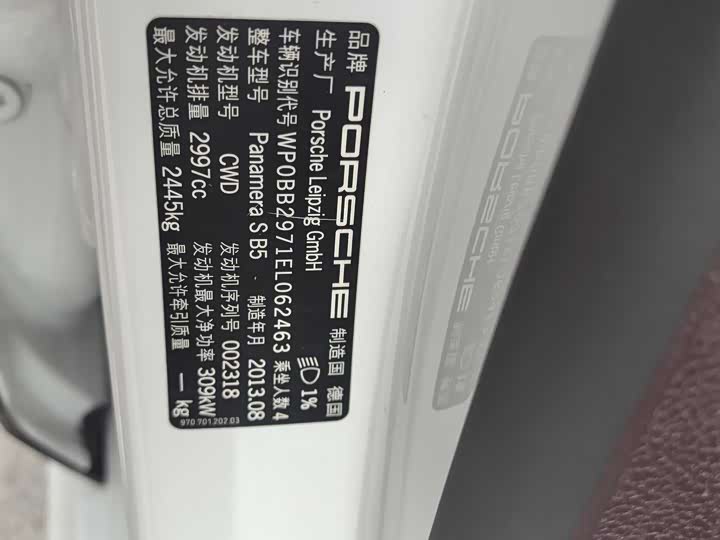 品牌 PORSCHE 制造国 德国
生产厂 Porsche Leipzig GmbH 1%
车辆识别代号 WP0BB2971EL062463 乘坐人数 4
整车型号 Panamera S B5 制造年月 2013.08
发动机型号 CWD 发动机序列号 002318
发动机排量 2997cc 发动机最大净功率 309kW
最大允许总质量 2445kg 最大允许牵引质量 — kg
970.701.202.03